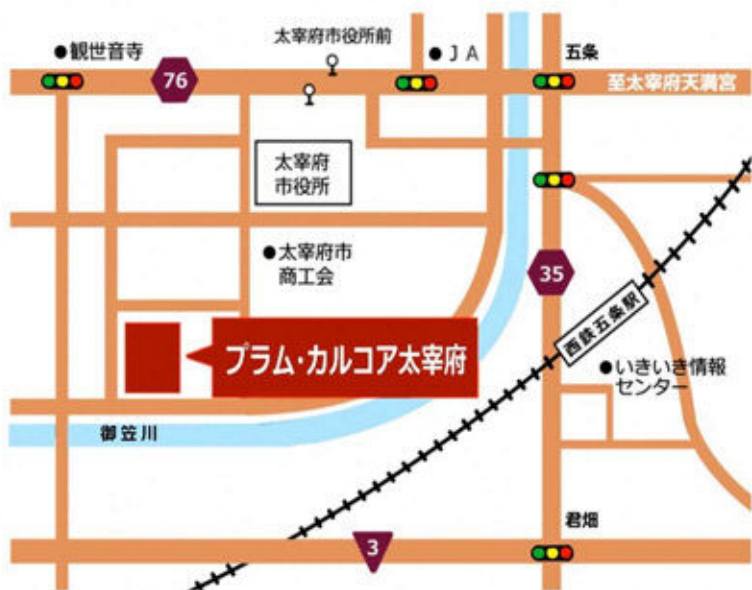 太宰府市役所前
●観世音寺
●ＪＡ
五条
76
至太宰府天満宮
太宰府
市役所
●太宰府市
商工会
35
西鉄五条駅
プラム・カルコア太宰府
●いきいき情報
センター
御笠川
君畑
3